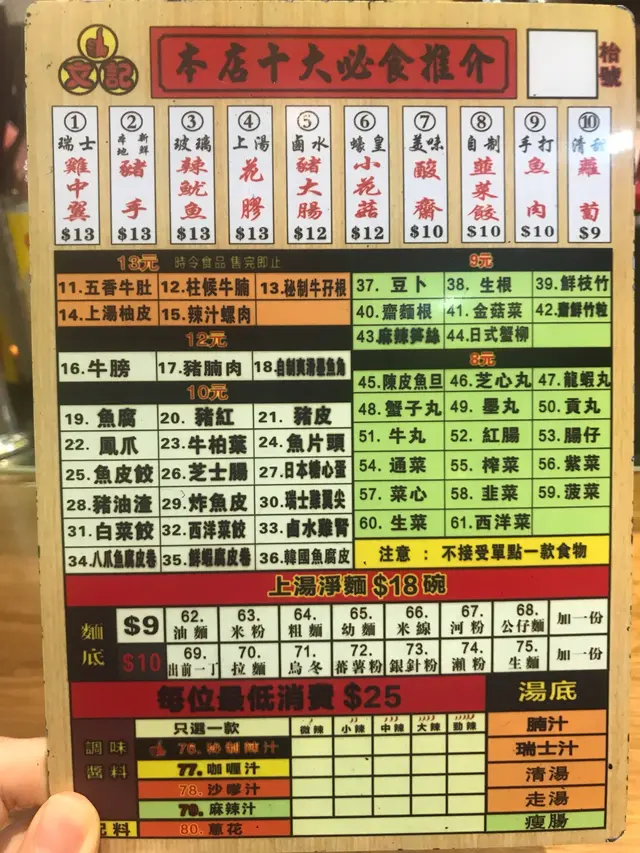 文記
本店十大必食推介
枱號
① 瑞士雞中翼 $13
② 本地新鮮豬手 $13
③ 玻璃辣魷魚 $13
④ 上湯花膠 $13
⑤ 鹵水豬大腸 $12
⑥ 蠔皇小花菇 $12
⑦ 美味酸齋 $10
⑧ 自制韮菜餃 $10
⑨ 手打魚肉 $10
⑩ 清甜蘿蔔 $9
13元 時令食品 售完即止
11.五香牛肚 12.柱候牛腩 13.秘制牛孖根
14.上湯柚皮 15.辣汁螺肉
12元
16.牛膀 17.豬腩肉 18.自制爽滑墨魚角
10元
19.魚腐 20.豬紅 21.豬皮
22.鳳爪 23.牛柏葉 24.魚片頭
25.魚皮餃 26.芝士腸 27.日本糖心蛋
28.豬油渣 29.炸魚皮 30.瑞士雞翼尖
31.白菜餃 32.西洋菜餃 33.鹵水雞腎
34.八爪魚腐皮卷 35.鮮蝦腐皮卷 36.韓國魚腐皮
9元
37.豆卜 38.生根 39.鮮枝竹
40.齋麵根 41.金菇菜 42.齋鮮竹粒
43.麻辣笋絲 44.日式蟹柳
8元
45.陳皮魚旦 46.芝心丸 47.龍蝦丸
48.蟹子丸 49.墨丸 50.貢丸
51.牛丸 52.紅腸 53.腸仔
54.通菜 55.榨菜 56.紫菜
57.菜心 58.韭菜 59.菠菜
60.生菜 61.西洋菜
注意：不接受單點一款食物
上湯淨麵 $18碗
麵底
$9 62.油麵 63.米粉 64.粗麵 65.幼麵 66.米線 67.河粉 68.公仔麵 加一份
$10 69.出前一丁 70.拉麵 71.烏冬 72.蕃薯粉 73.銀針粉 74.瀨粉 75.生麵 加一份
每位最低消費 $25
調味醬料
只選一款 微辣 小辣 中辣 大辣 勁辣
76.秘制辣汁
77.咖喱汁
78.沙嗲汁
79.麻辣汁
配料 80.蔥花
湯底
腩汁
瑞士汁
清湯
走湯
瘦腸